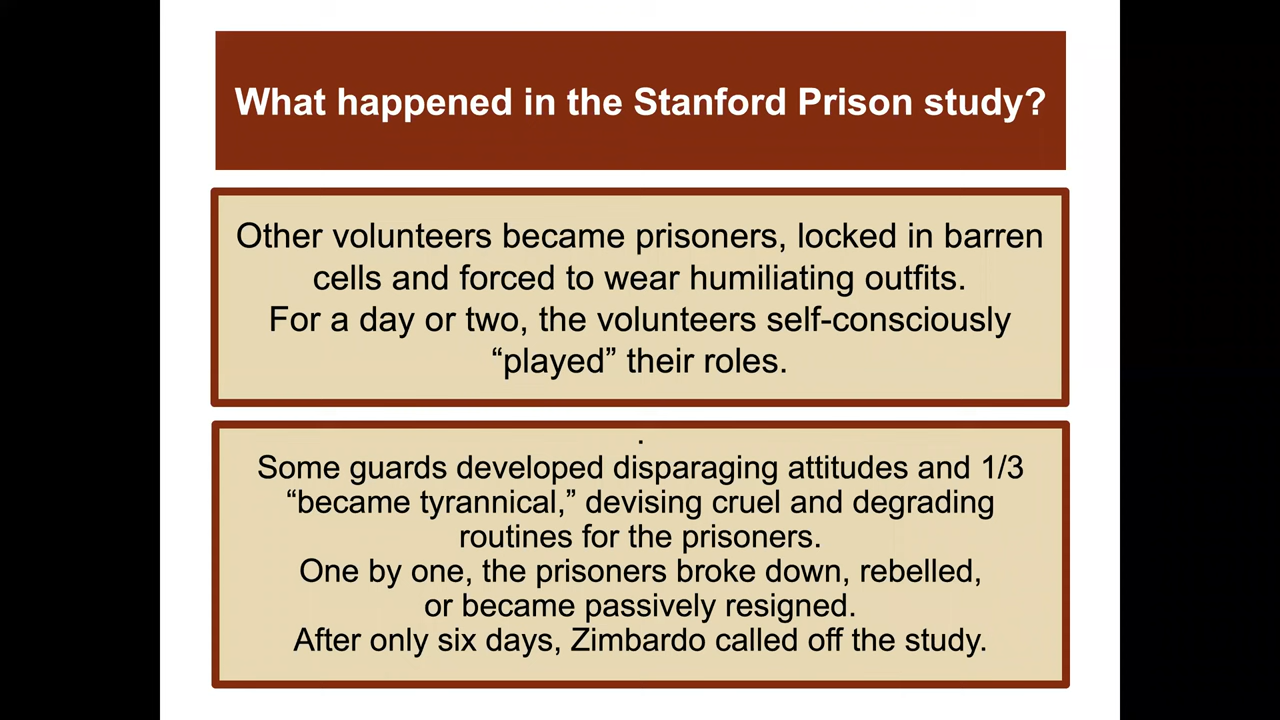 What happened in the Stanford Prison study?
Other volunteers became prisoners, locked in barren
cells and forced to wear humiliating outfits.
For a day or two, the volunteers self-consciously
“played” their roles.
.
Some guards developed disparaging attitudes and 1/3
“became tyrannical,” devising cruel and degrading
routines for the prisoners.
One by one, the prisoners broke down, rebelled,
or became passively resigned.
After only six days, Zimbardo called off the study.